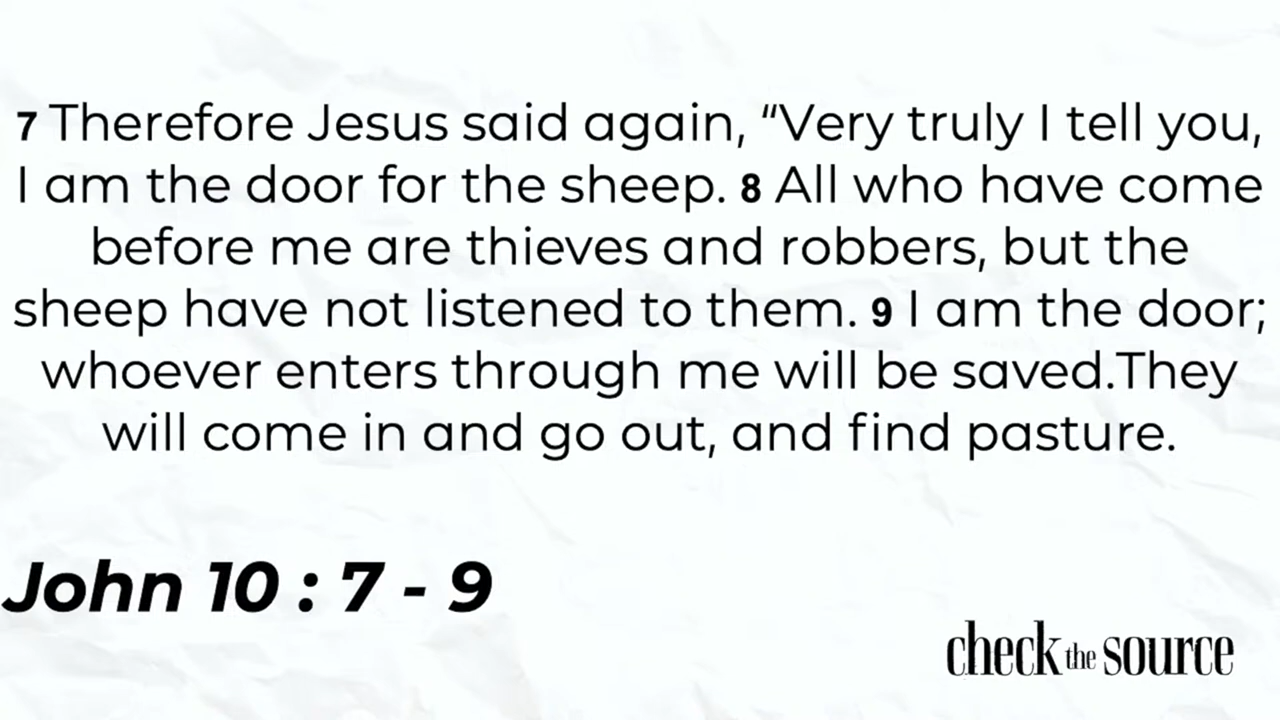 7 Therefore Jesus said again, “Very truly I tell you,
I am the door for the sheep. 8 All who have come
before me are thieves and robbers, but the
sheep have not listened to them. 9 I am the door;
whoever enters through me will be saved.They
will come in and go out, and find pasture.
John 10 : 7 - 9
check the source